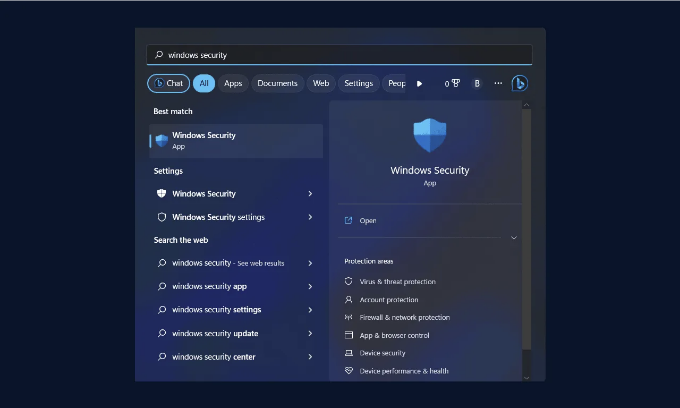 windows security
Chat
All
Apps
Documents
Web
Settings
Peop
0
B
Best match
Windows Security
App
Settings
Windows Security
Windows Security settings
Search the web
windows security - See web results
windows security app
windows security settings
windows security update
windows security center
Windows Security
App
Open
Protection areas
Virus & threat protection
Account protection
Firewall & network protection
App & browser control
Device security
Device performance & health